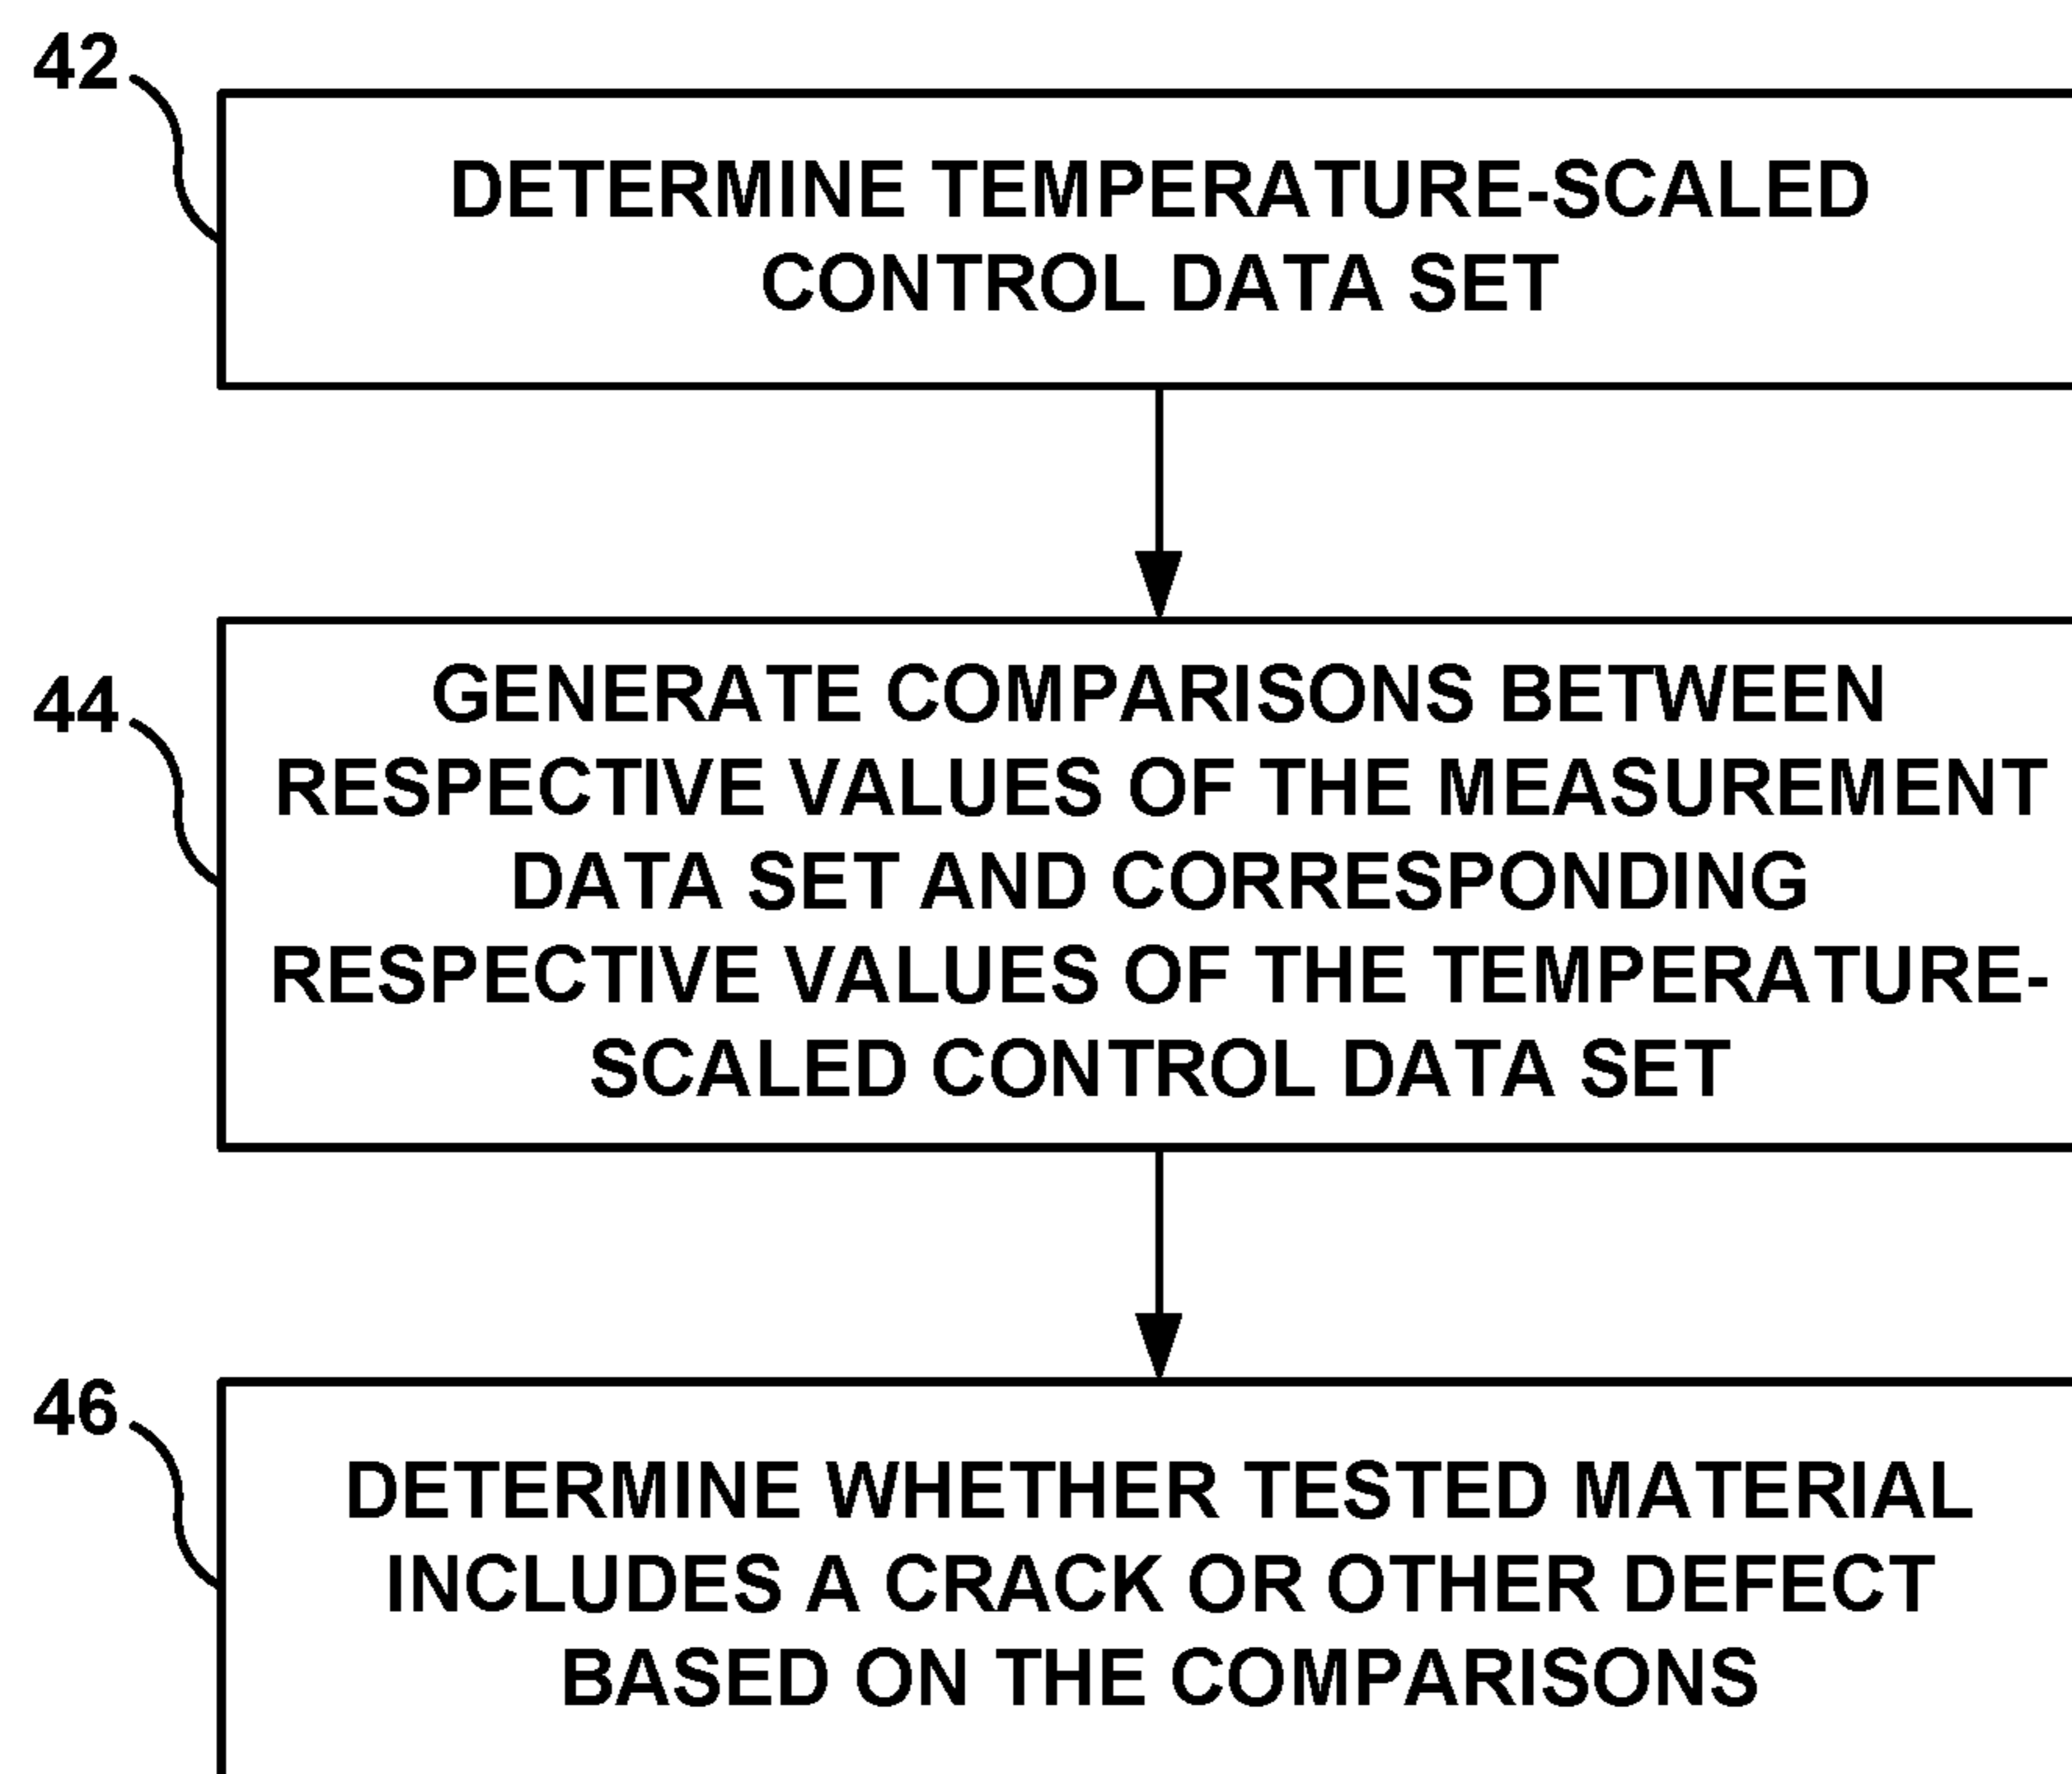 42
DETERMINE TEMPERATURE-SCALED
CONTROL DATA SET
44
GENERATE COMPARISONS BETWEEN
RESPECTIVE VALUES OF THE MEASUREMENT
DATA SET AND CORRESPONDING
RESPECTIVE VALUES OF THE TEMPERATURE-
SCALED CONTROL DATA SET
46
DETERMINE WHETHER TESTED MATERIAL
INCLUDES A CRACK OR OTHER DEFECT
BASED ON THE COMPARISONS